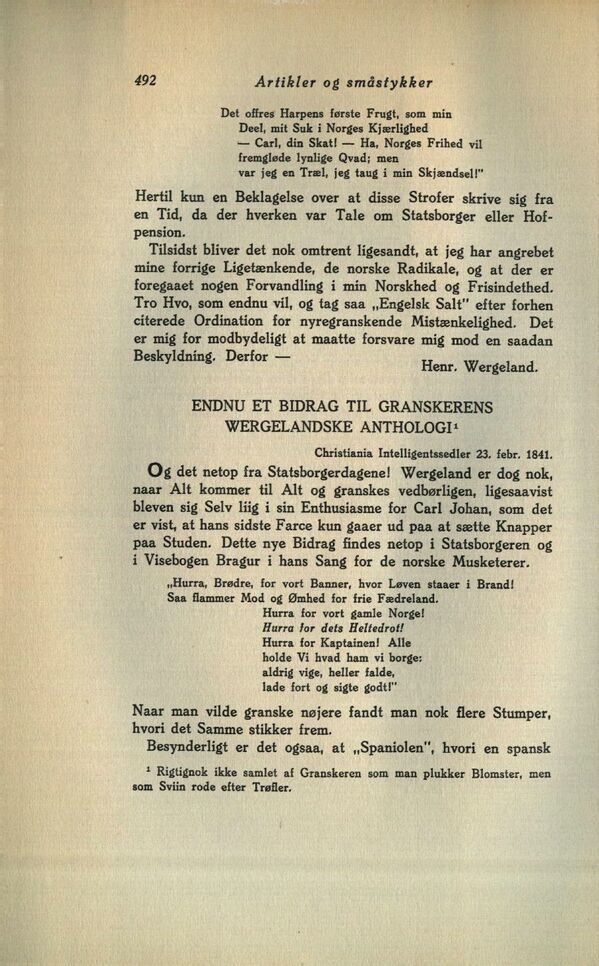 492
Artikler og småstykker
Det offres Harpens første Frugt, som min
Deel, mit Suk i Norges Kjærlighed
— Carl, din Skat! — Ha, Norges Frihed vil
fremgløde lynlige Qvad; men
var jeg en Træl, jeg taug i min Skjændsel!"
Hertil kun en Beklagelse over at disse Strofer skrive sig fra
en Tid, da der hverken var Tale om Statsborger eller Hof-
pension.
Tilsidst bliver det nok omtrent ligesandt, at jeg har angrebet
mine forrige Ligetænkende, de norske Radikale, og at der er
foregaaet nogen Forvandling i min Norskhed og Frisindethed.
Tro Hvo, som endnu vil, og tag saa „Engelsk Salt" efter forhen
citerede Ordination for nyregranskende Mistænkelighed. Det
er mig for modbydeligt at maatte forsvare mig mod en saadan
Beskyldning. Derfor —
Henr. Wergeland.
ENDNU ET BIDRAG TIL GRANSKERENS
WERGELANDSKE ANTHOLOGI¹
Christiania Intelligentssedler 23. febr. 1841.
Og det netop fra Statsborgerdagene! Wergeland er dog nok,
naar Alt kommer til Alt og granskes vedbørligen, ligesaavist
bleven sig Selv liig i sin Enthusiasme for Carl Johan, som det
er vist, at hans sidste Farce kun gaaer ud paa at sætte Knapper
paa Studen. Dette nye Bidrag findes netop i Statsborgeren og
i Visebogen Bragur i hans Sang for de norske Musketerer.
„Hurra, Brødre, for vort Banner, hvor Løven staaer i Brand!
Saa flammer Mod og Ømhed for frie Fædreland.
Hurra for vort gamle Norge!
Hurra for dets Heltedrot!
Hurra for Kaptainen! Alle
holde Vi hvad ham vi borge:
aldrig vige, heller falde,
lade fort og sigte godt!"
Naar man vilde granske nøjere fandt man nok flere Stumper,
hvori det Samme stikker frem.
Besynderligt er det ogsaa, at „Spaniolen", hvori en spansk
¹ Rigtignok ikke samlet af Granskeren som man plukker Blomster, men
som Sviin rode efter Trøfler.